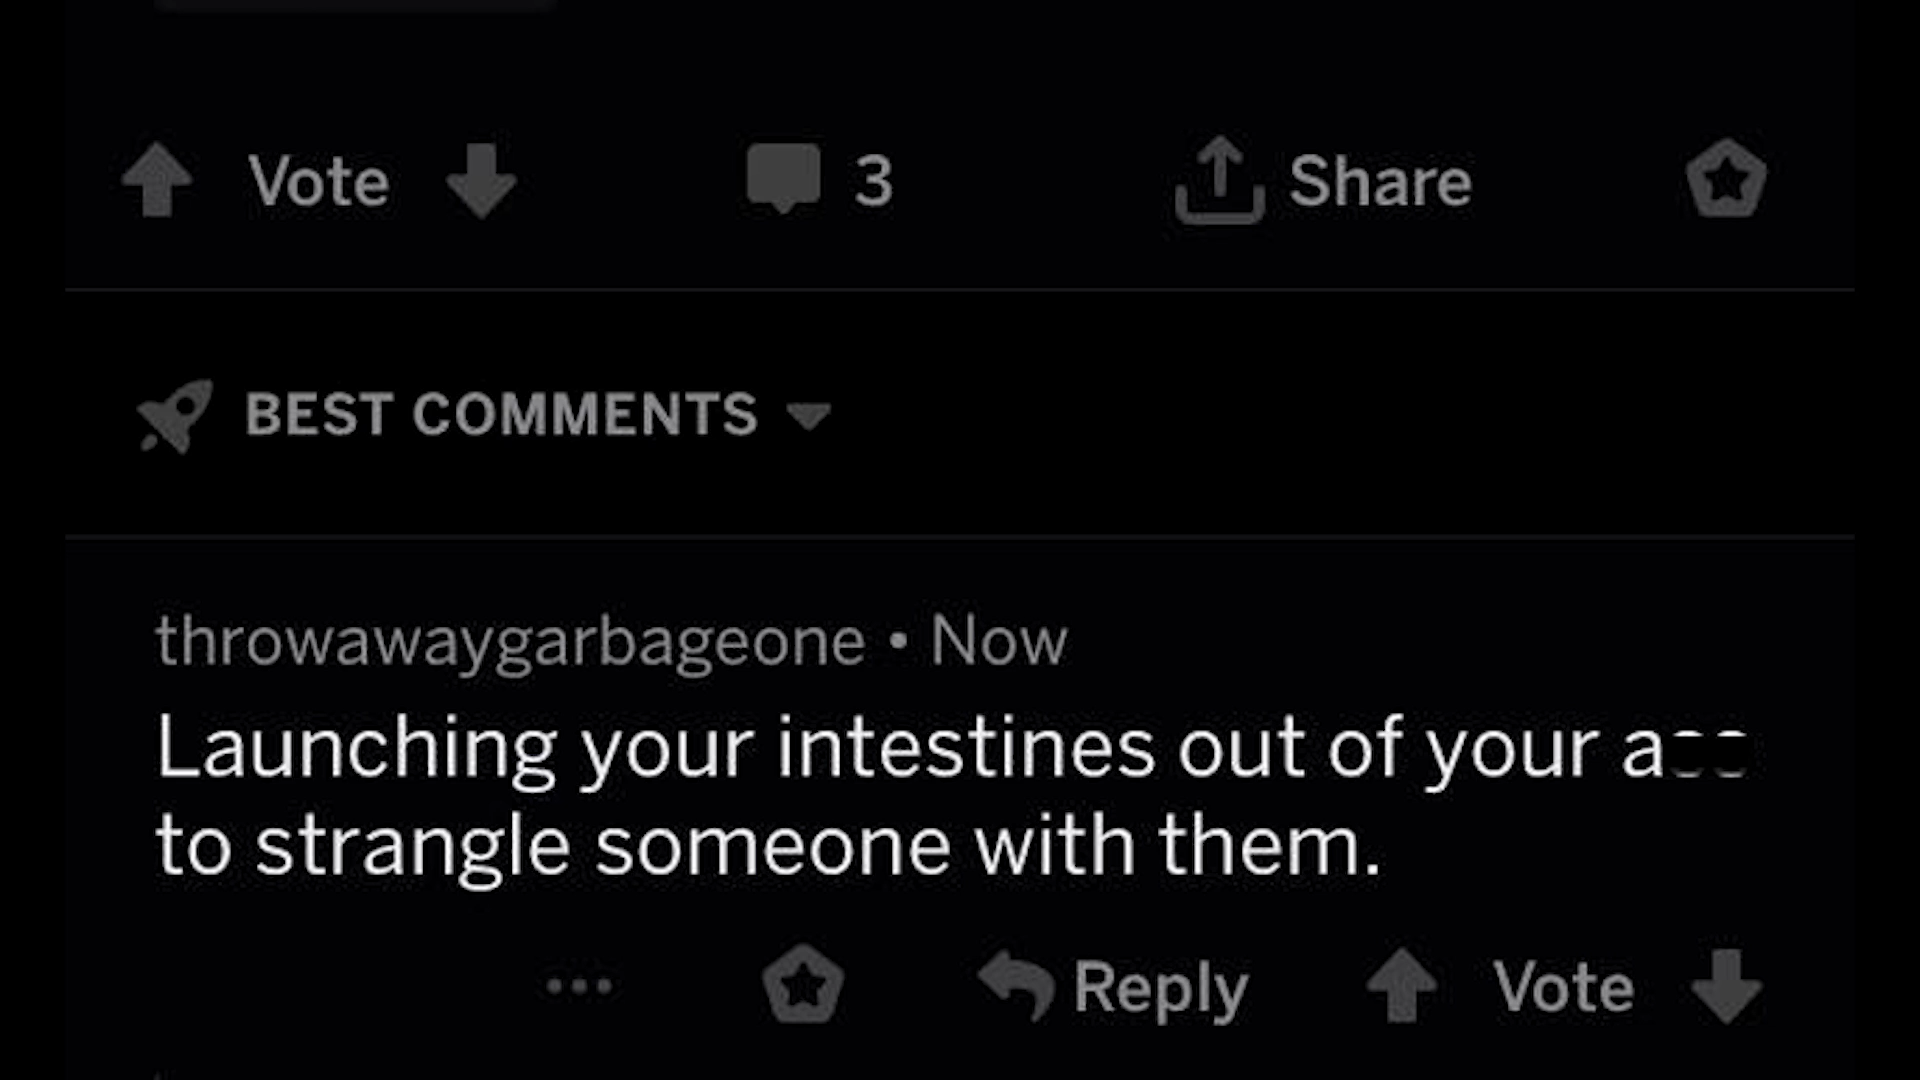 Vote 3 Share
BEST COMMENTS
throwawaygarbageone • Now
Launching your intestines out of your
to strangle someone with them.
... Reply Vote